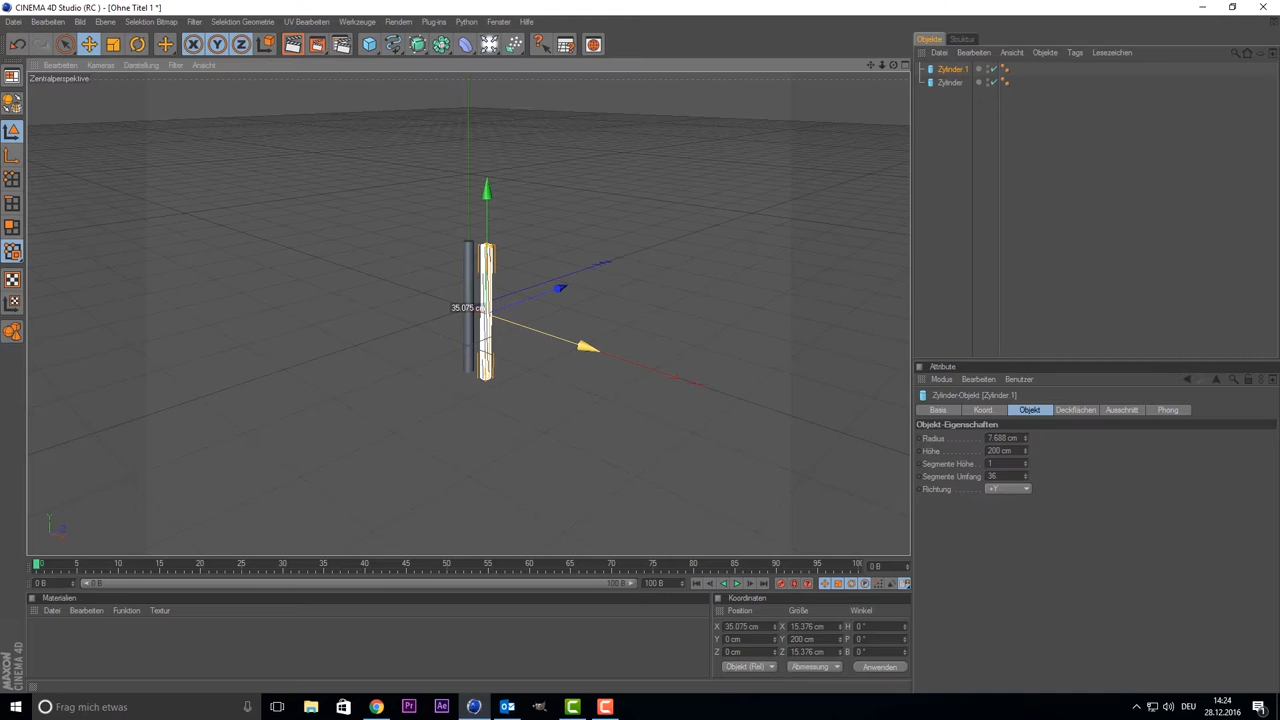 CINEMA 4D Studio (RC ) - [Ohne Titel 1 *]
Datei Bearbeiten Bild Ebene Selektion Bitmap Filter Selektion Geometrie UV Bearbeiten Werkzeuge Rendern Plug-ins Python Fenster Hilfe
X Y Z
Objekte Struktur
Datei Bearbeiten Ansicht Objekte Tags Lesezeichen
Bearbeiten Kameras Darstellung Filter Ansicht
Zentralperspektive
Zylinder.1
Zylinder
35.075 cm
Y
Z
Attribute
Modus Bearbeiten Benutzer
Zylinder-Objekt [Zylinder.1]
Basis Koord. Objekt Deckflächen Ausschnitt Phong
Objekt-Eigenschaften
Radius 7.688 cm
Höhe 200 cm
Segmente Höhe 1
Segmente Umfang 36
Richtung +Y
0 5 10 15 20 25 30 35 40 45 50 55 60 65 70 75 80 85 90 95 100 0 B
0 B 0 B 100 B 100 B
Materialien
Datei Bearbeiten Funktion Textur
Koordinaten
Position Größe Winkel
X 35.075 cm X 15.376 cm H 0 °
Y 0 cm Y 200 cm P 0 °
Z 0 cm Z 15.376 cm B 0 °
Objekt (Rel) Abmessung Anwenden
MAXON CINEMA 4D
Frag mich etwas
Pr Ae
DEU
14:24
28.12.2016
1